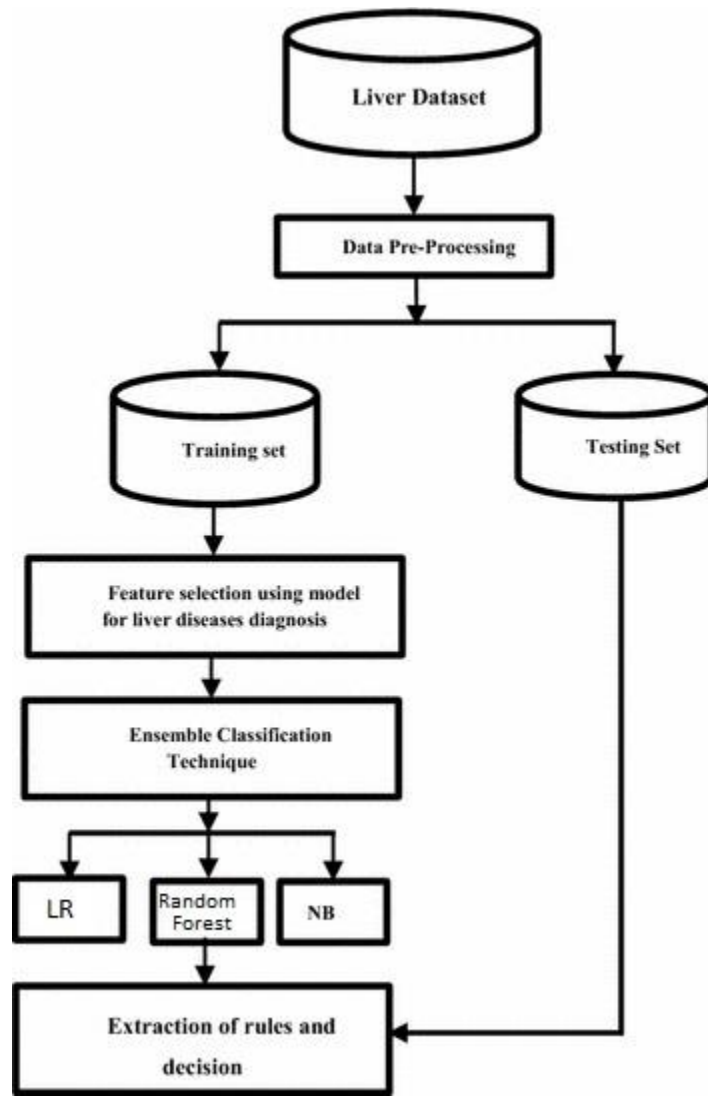 Liver Dataset
Data Pre-Processing
Training set
Testing Set
Feature selection using model
for liver diseases diagnosis
Ensemble Classification
Technique
LR
Random
Forest
NB
Extraction of rules and
decision